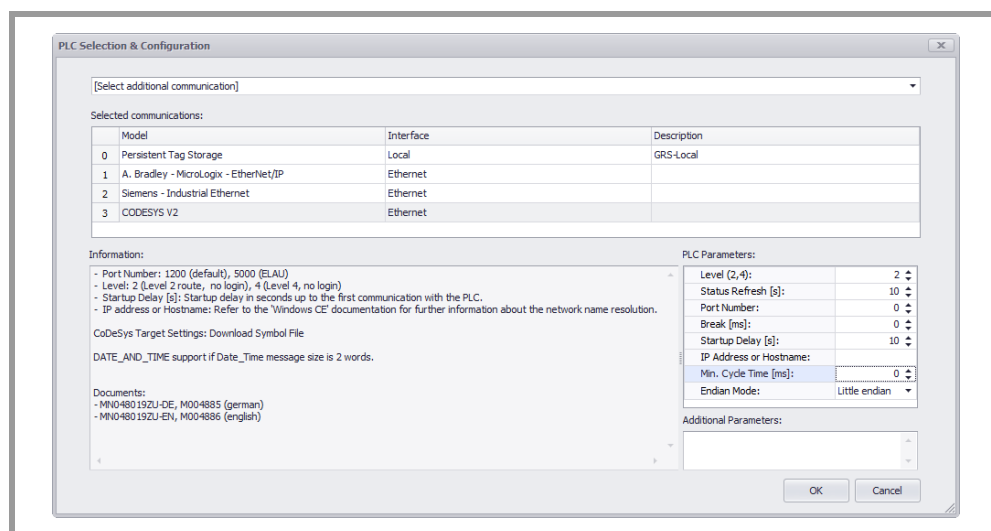 PLC Selection & Configuration
[Select additional communication]
Selected communications:
Model Interface Description
0 Persistent Tag Storage Local GRS-Local
1 A. Bradley - MicroLogix - EtherNet/IP Ethernet
2 Siemens - Industrial Ethernet Ethernet
3 CODESYS V2 Ethernet
Information:
- Port Number: 1200 (default), 5000 (ELAU)
- Level: 2 (Level 2 route, no login), 4 (Level 4, no login)
- Startup Delay [s]: Startup delay in seconds up to the first communication with the PLC.
- IP address or Hostname: Refer to the 'Windows CE' documentation for further information about the network name resolution.
CoDeSys Target Settings: Download Symbol File
DATE_AND_TIME support if Date_Time message size is 2 words.
Documents:
- MN048019ZU-DE, M004885 (german)
- MN048019ZU-EN, M004886 (english)
PLC Parameters:
Level (2,4): 2
Status Refresh [s]: 10
Port Number: 0
Break [ms]: 0
Startup Delay [s]: 10
IP Address or Hostname:
Min. Cycle Time [ms]: 0
Endian Mode: Little endian
Additional Parameters:
OK Cancel